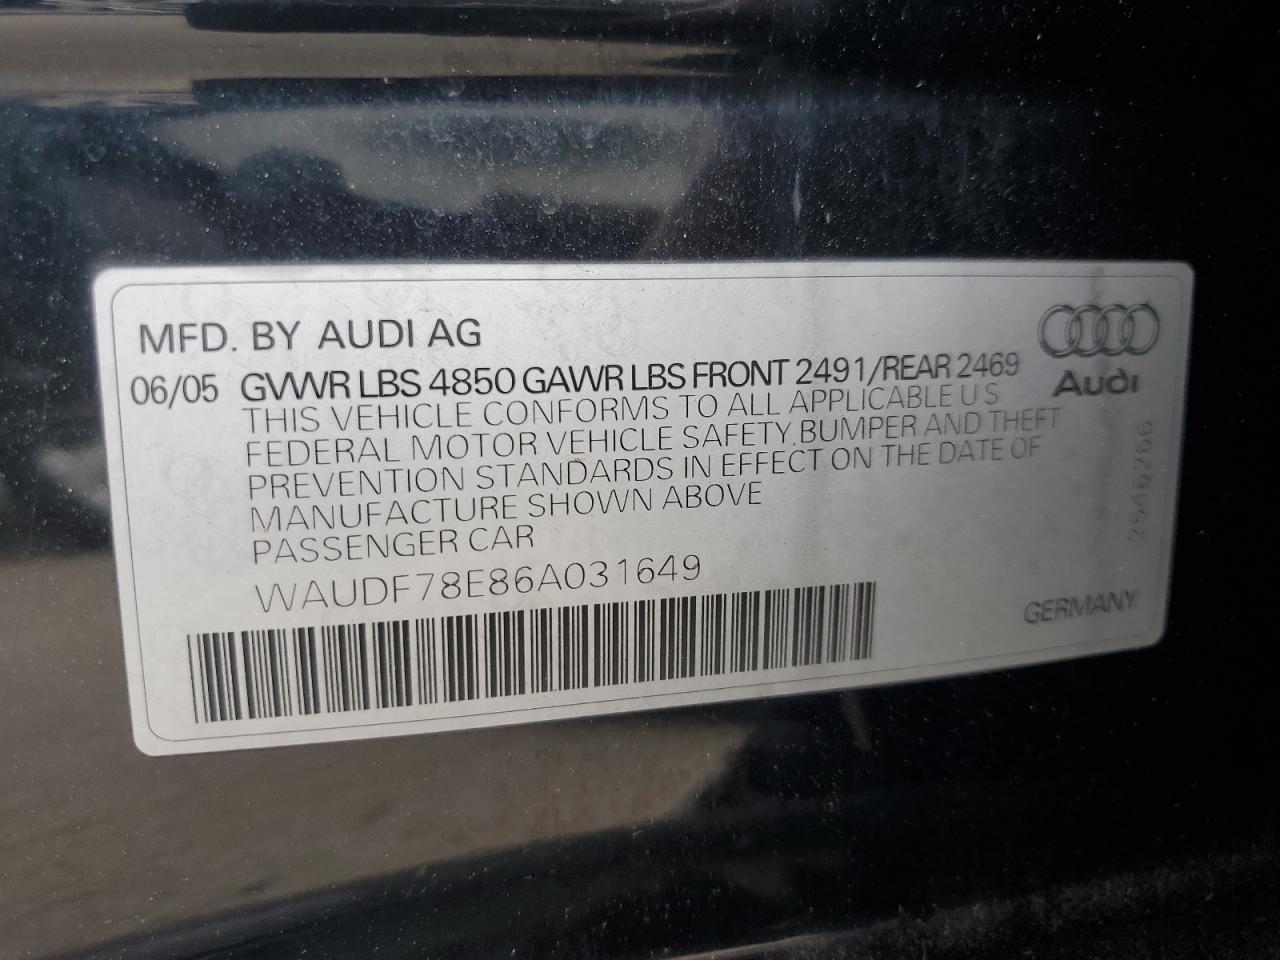 MFD. BY AUDI AG
06/05 GVWR LBS 4850 GAWR LBS FRONT 2491/REAR 2469
THIS VEHICLE CONFORMS TO ALL APPLICABLE U S
FEDERAL MOTOR VEHICLE SAFETY,BUMPER AND THEFT
PREVENTION STANDARDS IN EFFECT ON THE DATE OF
MANUFACTURE SHOWN ABOVE
PASSENGER CAR
WAUDF78E86A031649
Audi
2546266
GERMANY